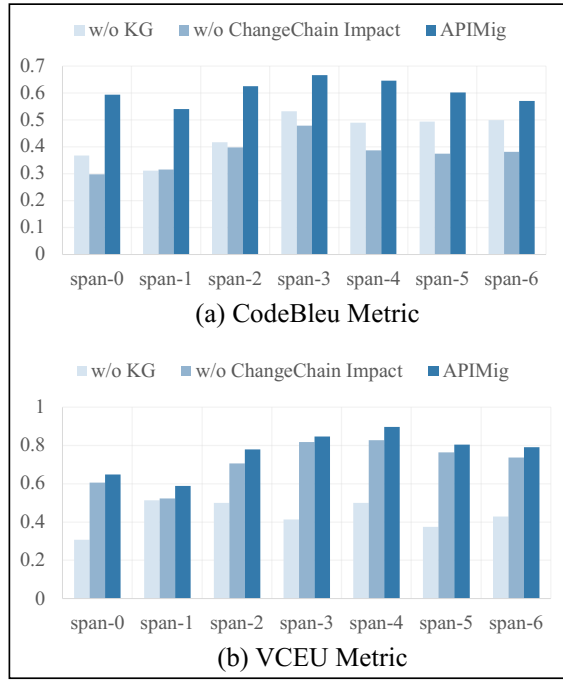 w/o KG w/o ChangeChain Impact APIMig
0.7
0.6
0.5
0.4
0.3
0.2
0.1
0
span-0 span-1 span-2 span-3 span-4 span-5 span-6
(a) CodeBleu Metric
w/o KG w/o ChangeChain Impact APIMig
1
0.8
0.6
0.4
0.2
0
span-0 span-1 span-2 span-3 span-4 span-5 span-6
(b) VCEU Metric